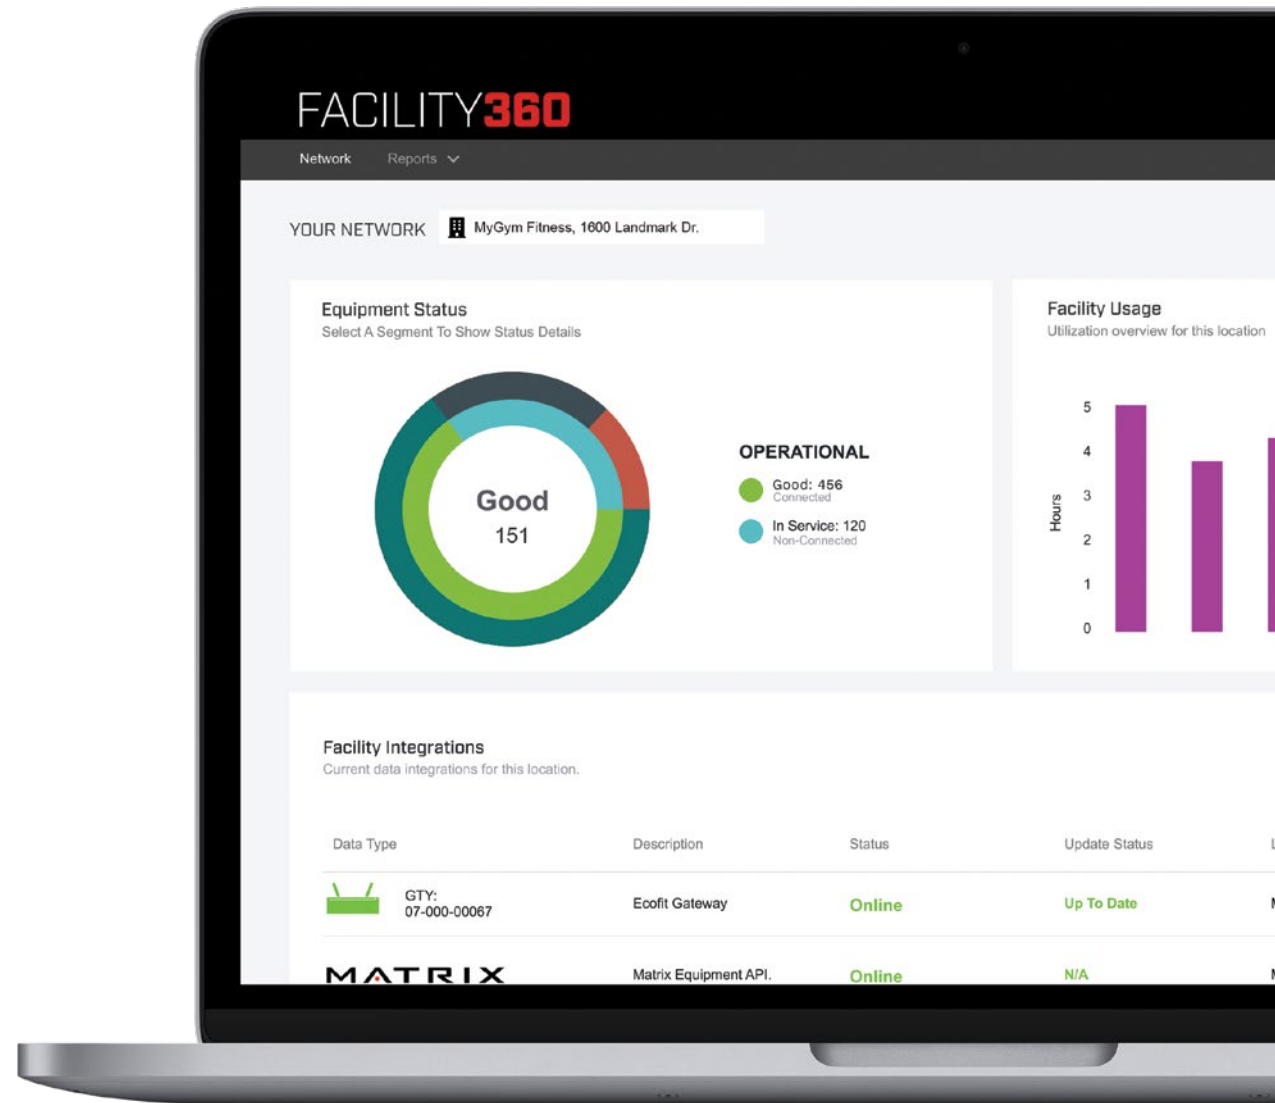 FACILITY360
Network Reports
YOUR NETWORK MyGym Fitness, 1600 Landmark Dr.
Equipment Status
Select A Segment To Show Status Details
Good
151
OPERATIONAL
Good: 456
Connected
In Service: 120
Non-Connected
Facility Usage
Utilization overview for this location
Hours
5
4
3
2
1
0
Facility Integrations
Current data integrations for this location.
Data Type Description Status Update Status
GTY:
07-000-00067
Ecofit Gateway Online Up To Date
MATRIX Matrix Equipment API. Online N/A